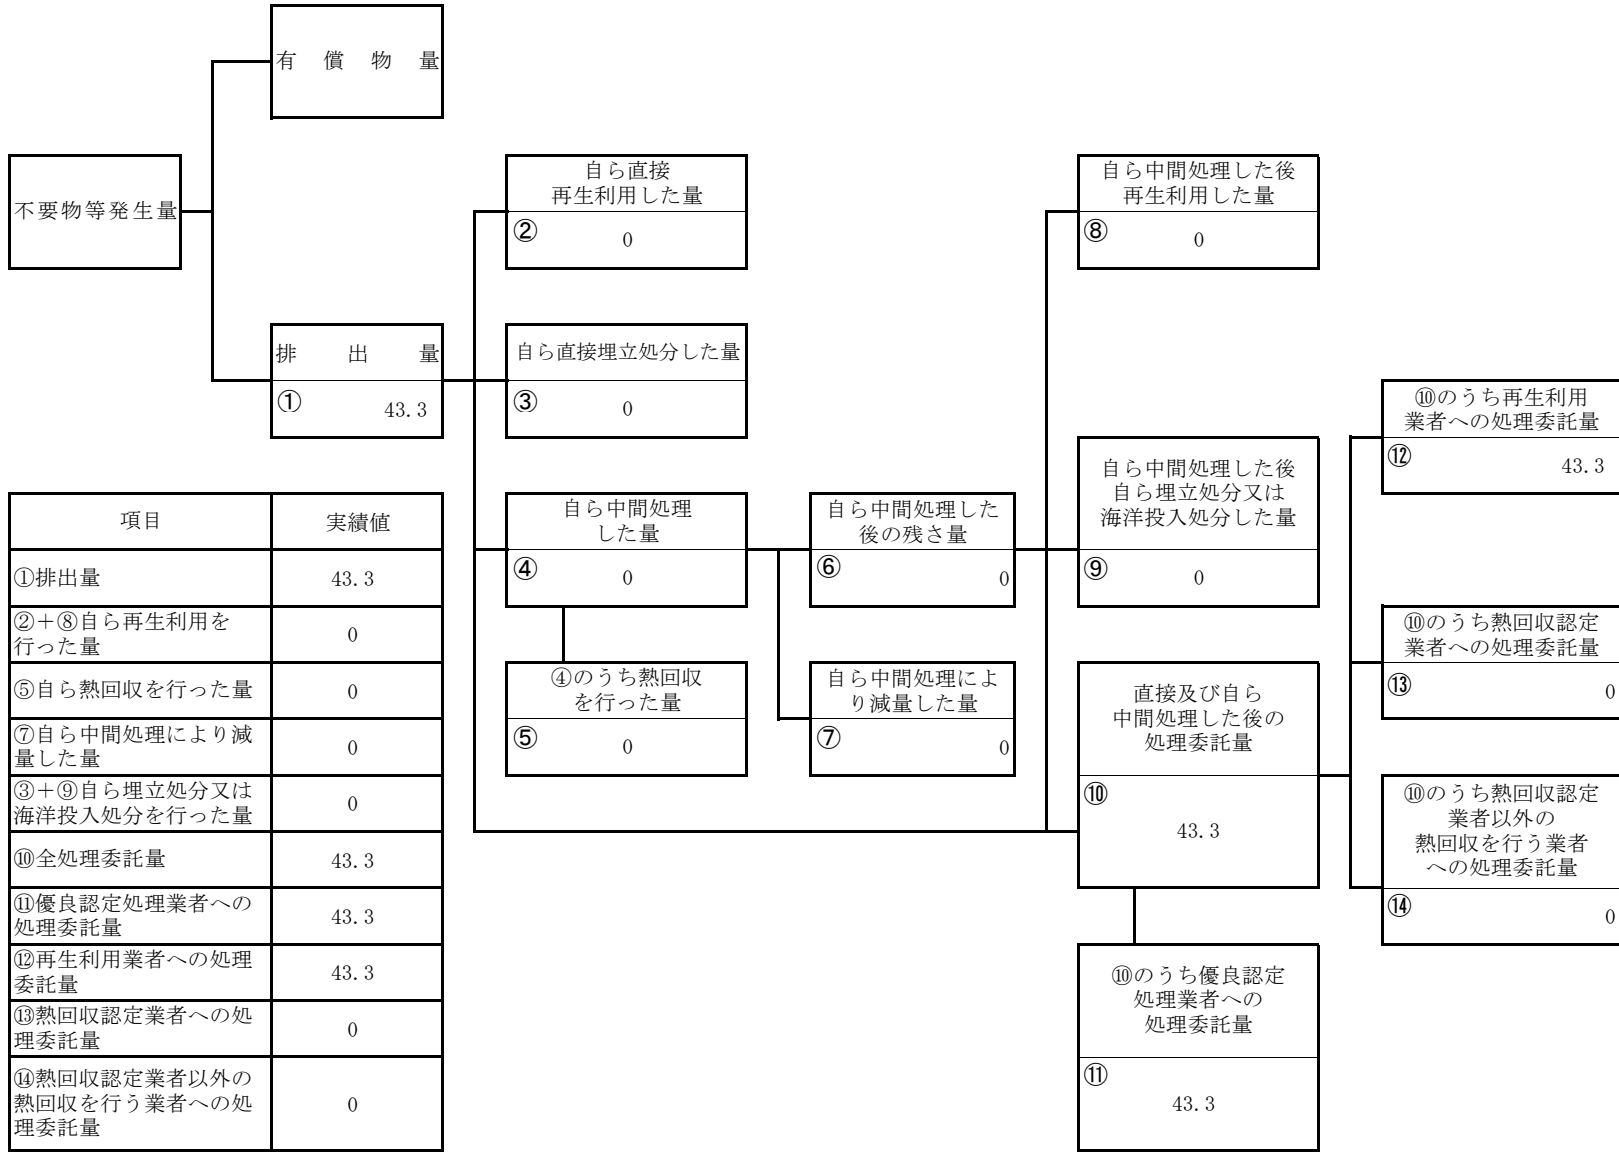 有償物量
不要物等発生量
自ら直接
再生利用した量
②
0
自ら中間処理した後
再生利用した量
⑧
0
排出量
①
43.3
自ら直接埋立処分した量
③
0
⑩のうち再生利用
業者への処理委託量
⑫
43.3
自ら中間処理した後
自ら埋立処分又は
海洋投入処分した量
⑨
0
自ら中間処理
した量
④
0
自ら中間処理した
後の残さ量
⑥
0
⑩のうち熱回収認定
業者への処理委託量
⑬
0
④のうち熱回収
を行った量
⑤
0
自ら中間処理によ
り減量した量
⑦
0
直接及び自ら
中間処理した後の
処理委託量
⑩
43.3
⑩のうち熱回収認定
業者以外の
熱回収を行う業者
への処理委託量
⑭
0
⑩のうち優良認定
処理業者への
処理委託量
⑪
43.3
項目 実績値
①排出量 43.3
②＋⑧自ら再生利用を
行った量 0
⑤自ら熱回収を行った量 0
⑦自ら中間処理により減
量した量 0
③＋⑨自ら埋立処分又は
海洋投入処分を行った量 0
⑩全処理委託量 43.3
⑪優良認定処理業者への
処理委託量 43.3
⑫再生利用業者への処理
委託量 43.3
⑬熱回収認定業者への処
理委託量 0
⑭熱回収認定業者以外の
熱回収を行う業者への処
理委託量 0